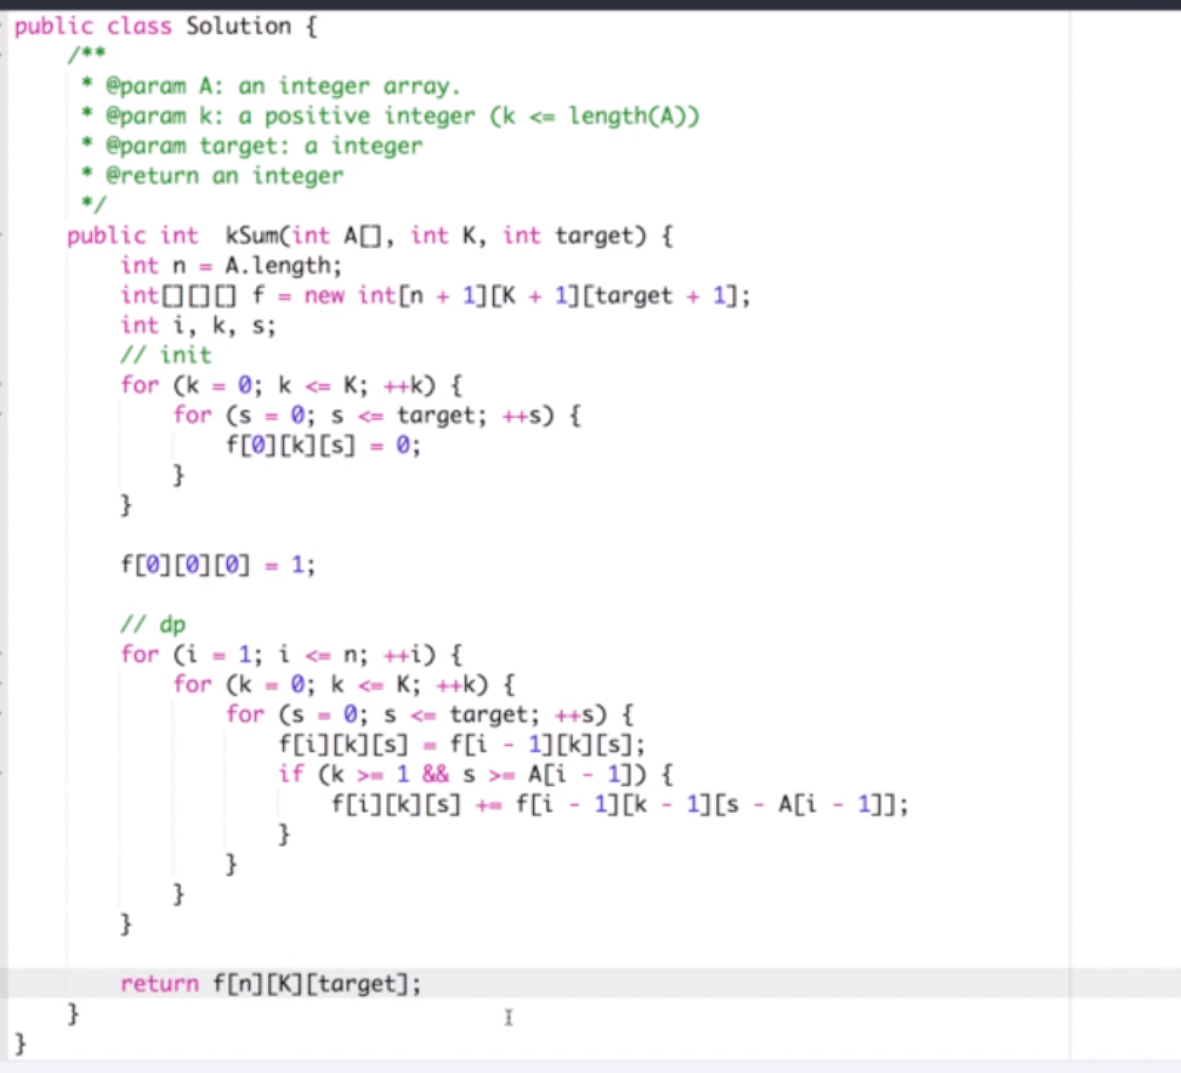 public class Solution {
    /**
     * @param A: an integer array.
     * @param k: a positive integer (k <= length(A))
     * @param target: a integer
     * @return an integer
     */
    public int  kSum(int A[], int K, int target) {
        int n = A.length;
        int[][][] f = new int[n + 1][K + 1][target + 1];
        int i, k, s;
        // init
        for (k = 0; k <= K; ++k) {
            for (s = 0; s <= target; ++s) {
                f[0][k][s] = 0;
            }
        }

        f[0][0][0] = 1;

        // dp
        for (i = 1; i <= n; ++i) {
            for (k = 0; k <= K; ++k) {
                for (s = 0; s <= target; ++s) {
                    f[i][k][s] = f[i - 1][k][s];
                    if (k >= 1 && s >= A[i - 1]) {
                        f[i][k][s] += f[i - 1][k - 1][s - A[i - 1]];
                    }
                }
            }
        }

        return f[n][K][target];
    }
}